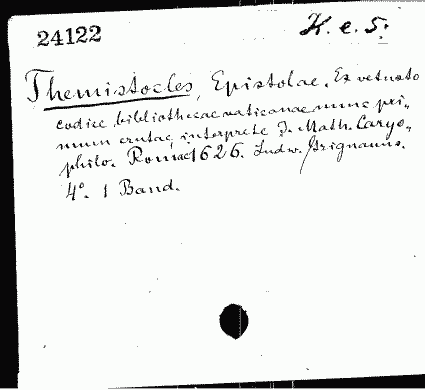 24122
K. e. 5.
Themistocles, Epistolae. Ex vetusto
codice bibliothecae vaticanae nunc pri-
mum erutae, interprete J. Math. Caryo-
philo. Romae 1626. Ludw. Grignanus.
4° 1 Band.